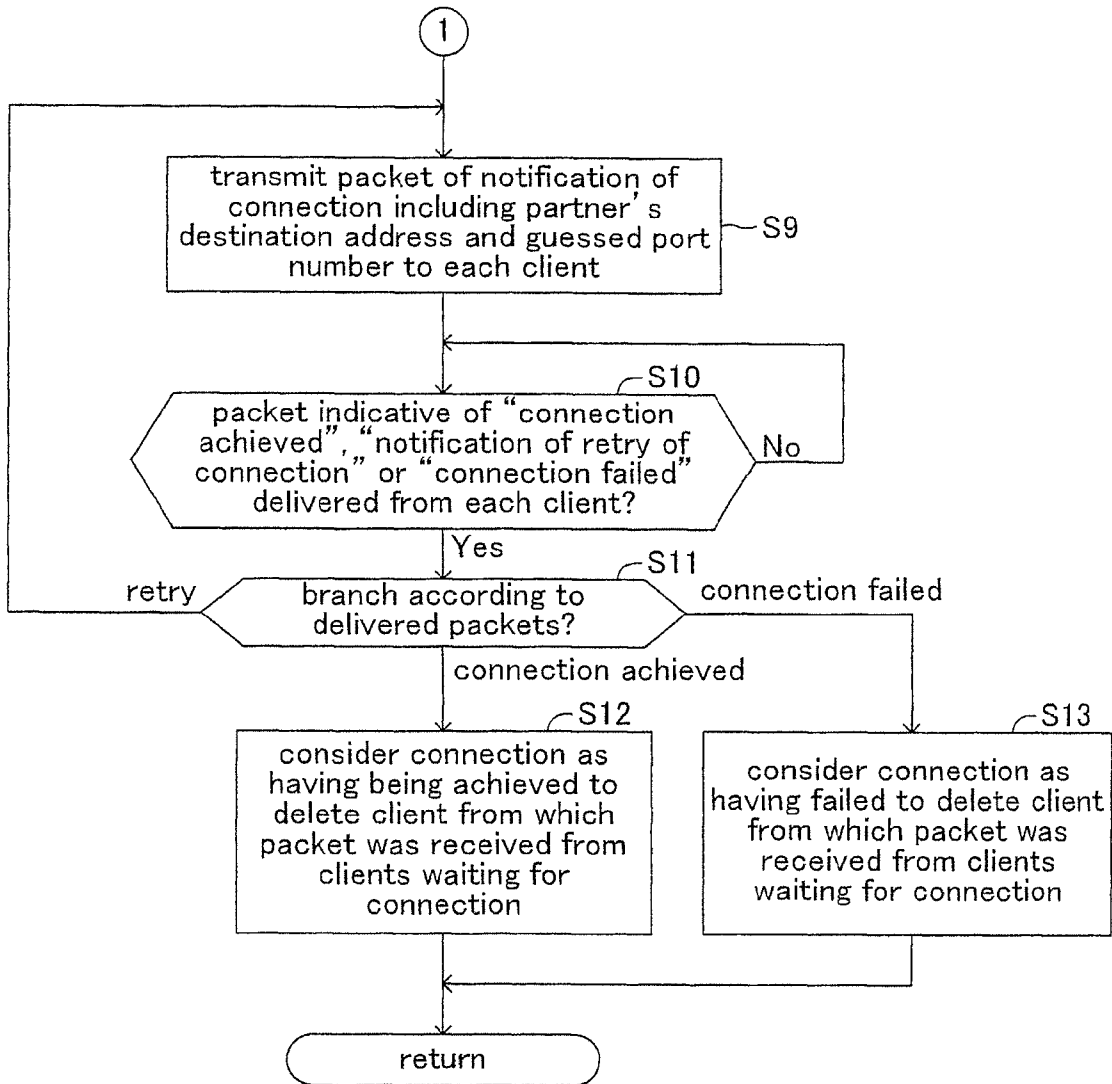 1
transmit packet of notification of
connection including partner's
destination address and guessed port
number to each client
S9
S10
packet indicative of “connection
achieved”, “notification of retry of
connection” or “connection failed”
delivered from each client?
No
Yes
S11
retry
branch according to
delivered packets?
connection failed
connection achieved
S12
consider connection as
having being achieved to
delete client from which
packet was received from
clients waiting for
connection
S13
consider connection as
having failed to delete client
from which packet was
received from clients
waiting for connection
return